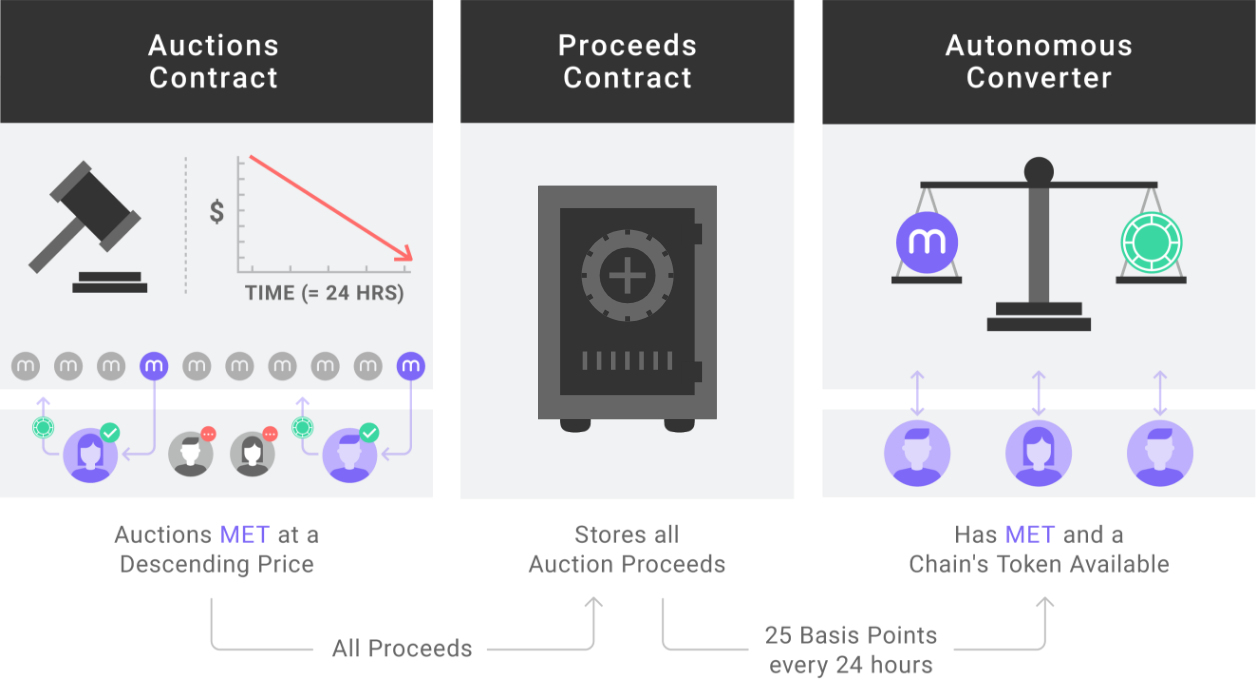 Auctions
Contract
Proceeds
Contract
Autonomous
Converter
$
TIME (= 24 HRS)
m
m
m
m
m
m
m
m
m
m
m
Auctions MET at a
Descending Price
Stores all
Auction Proceeds
Has MET and a
Chain's Token Available
All Proceeds
25 Basis Points
every 24 hours